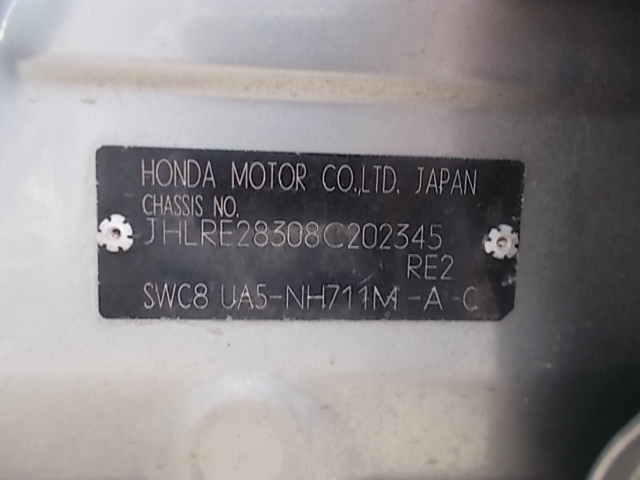 HONDA MOTOR CO.,LTD. JAPAN
CHASSIS NO.
JHLRE28308C202345
RE2
SWC8 UA5-NH711M -A -C